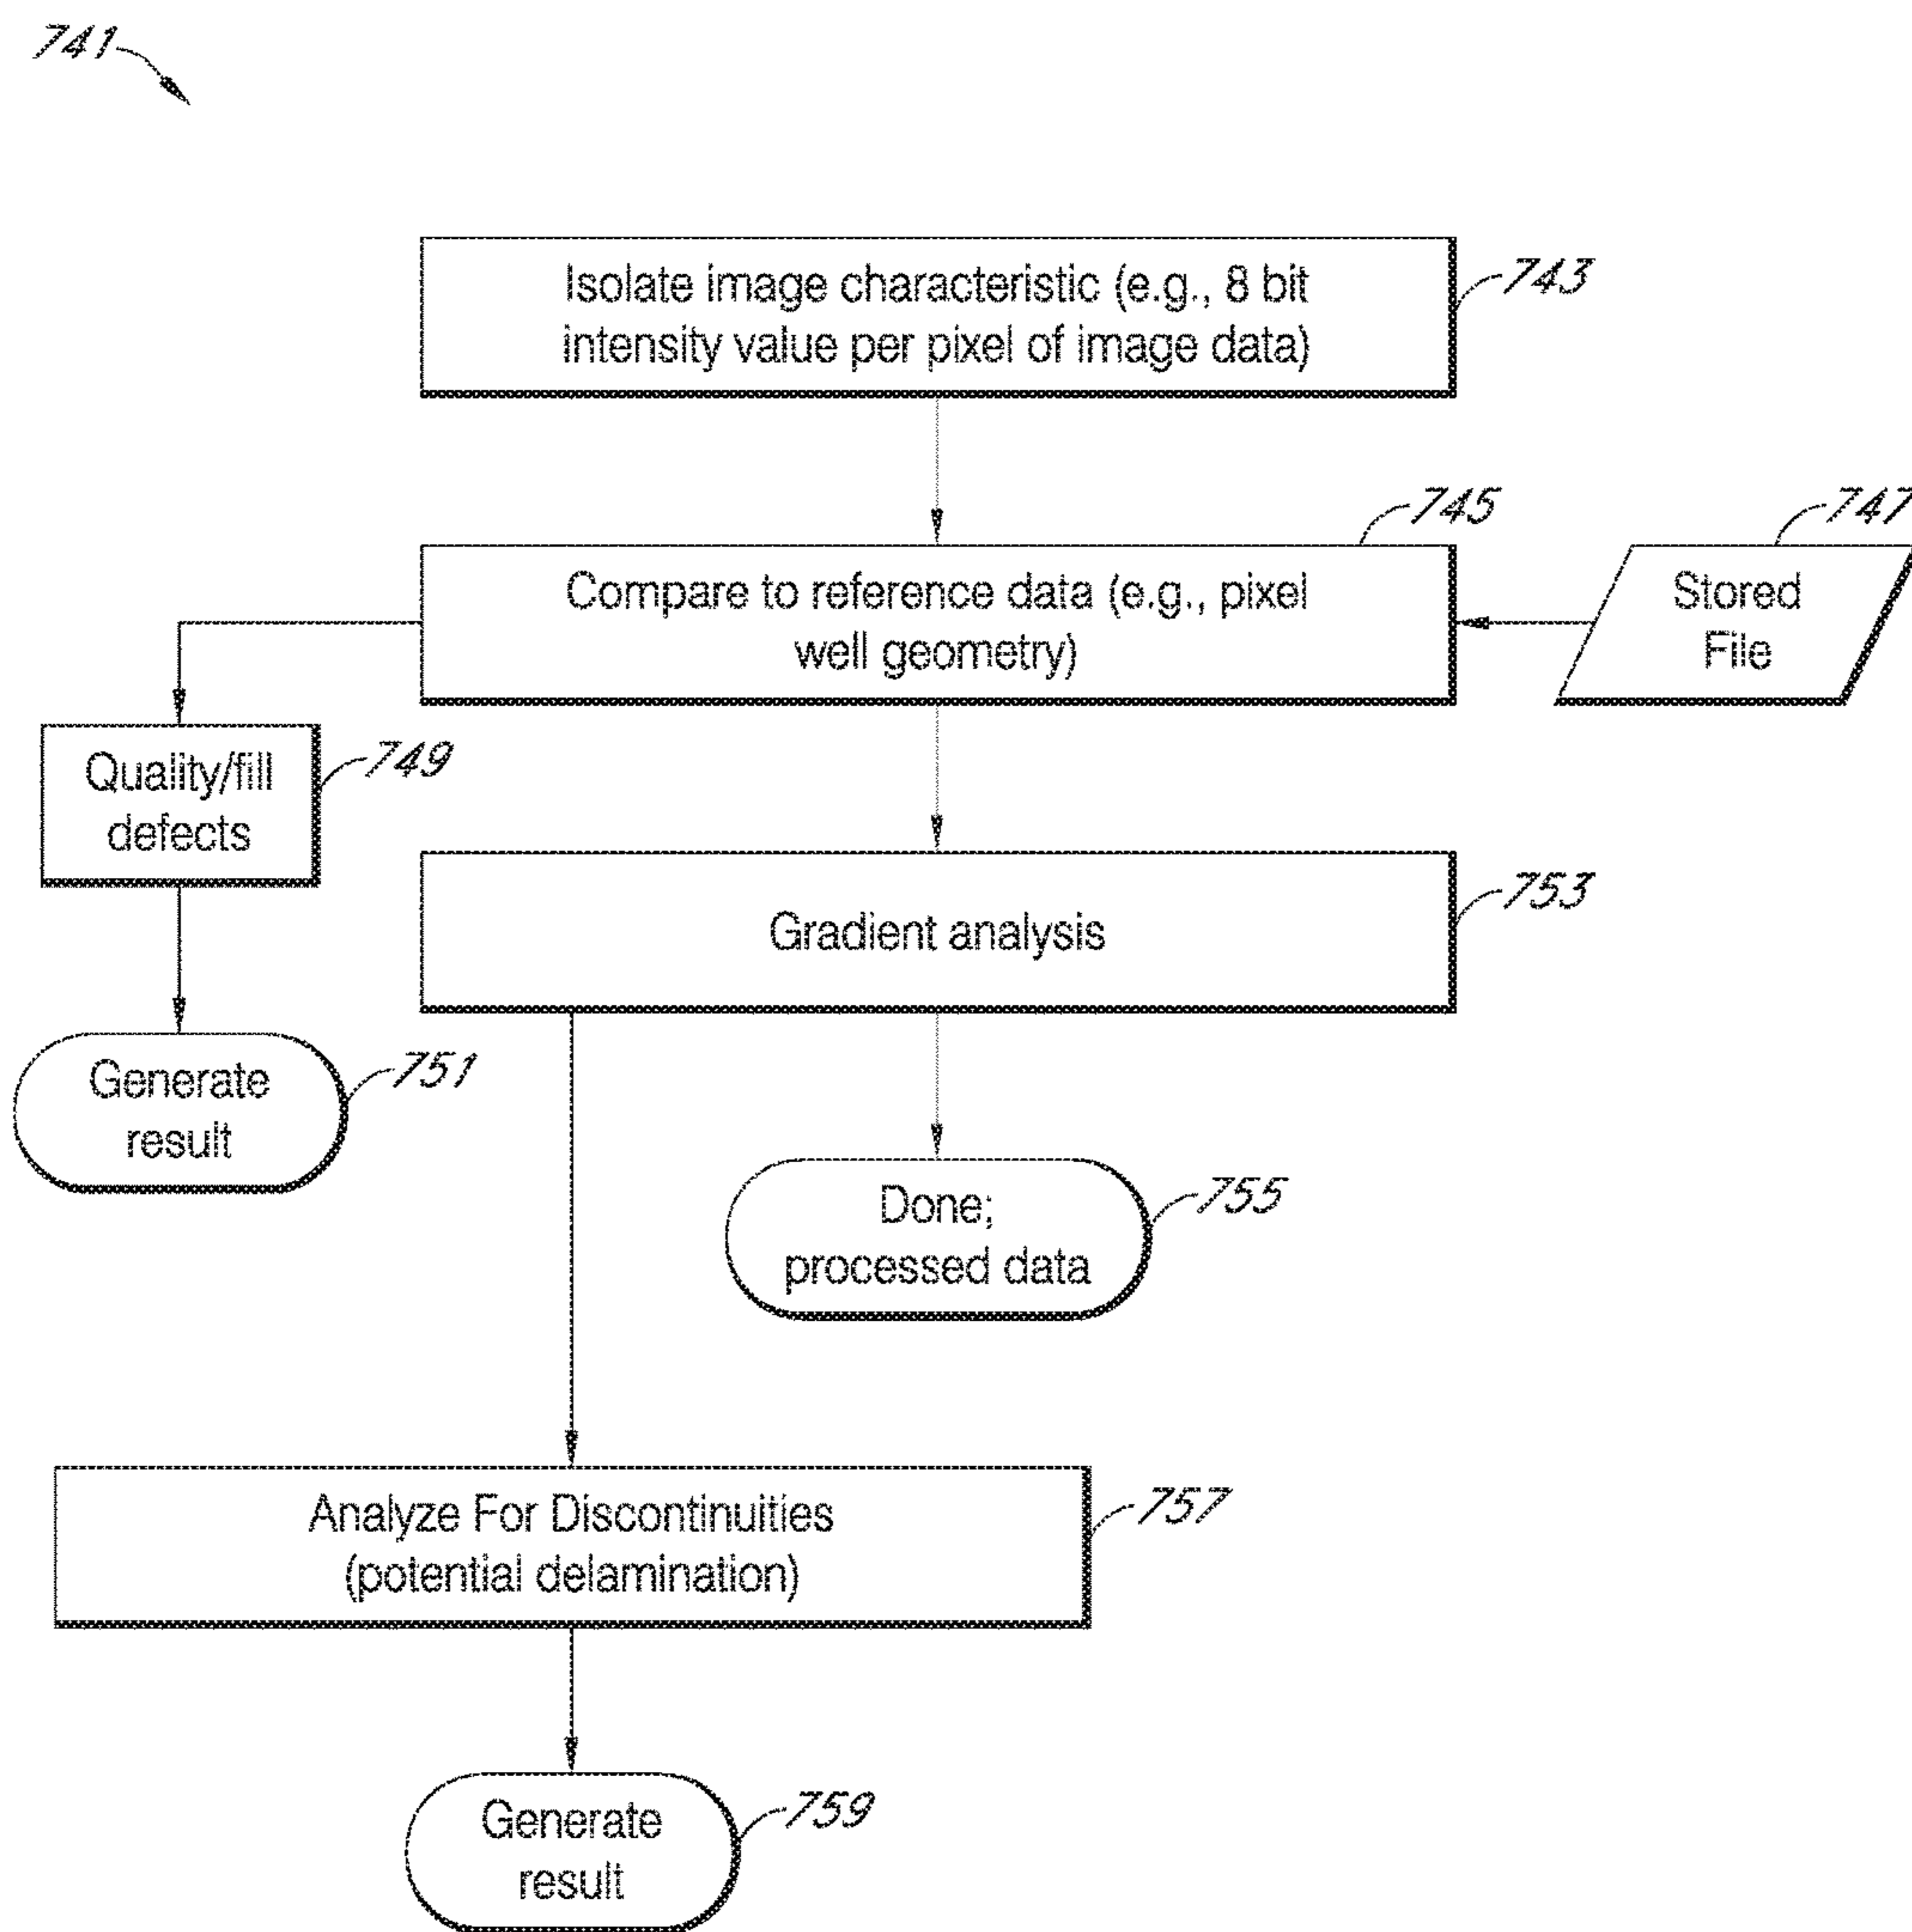 741
Isolate image characteristic (e.g., 8 bit
intensity value per pixel of image data)
743
745
747
Compare to reference data (e.g., pixel
well geometry)
Stored
File
Quality/fill
defects
749
Gradient analysis
753
Generate
result
751
Done;
processed data
755
Analyze For Discontinuities
(potential delamination)
757
Generate
result
759